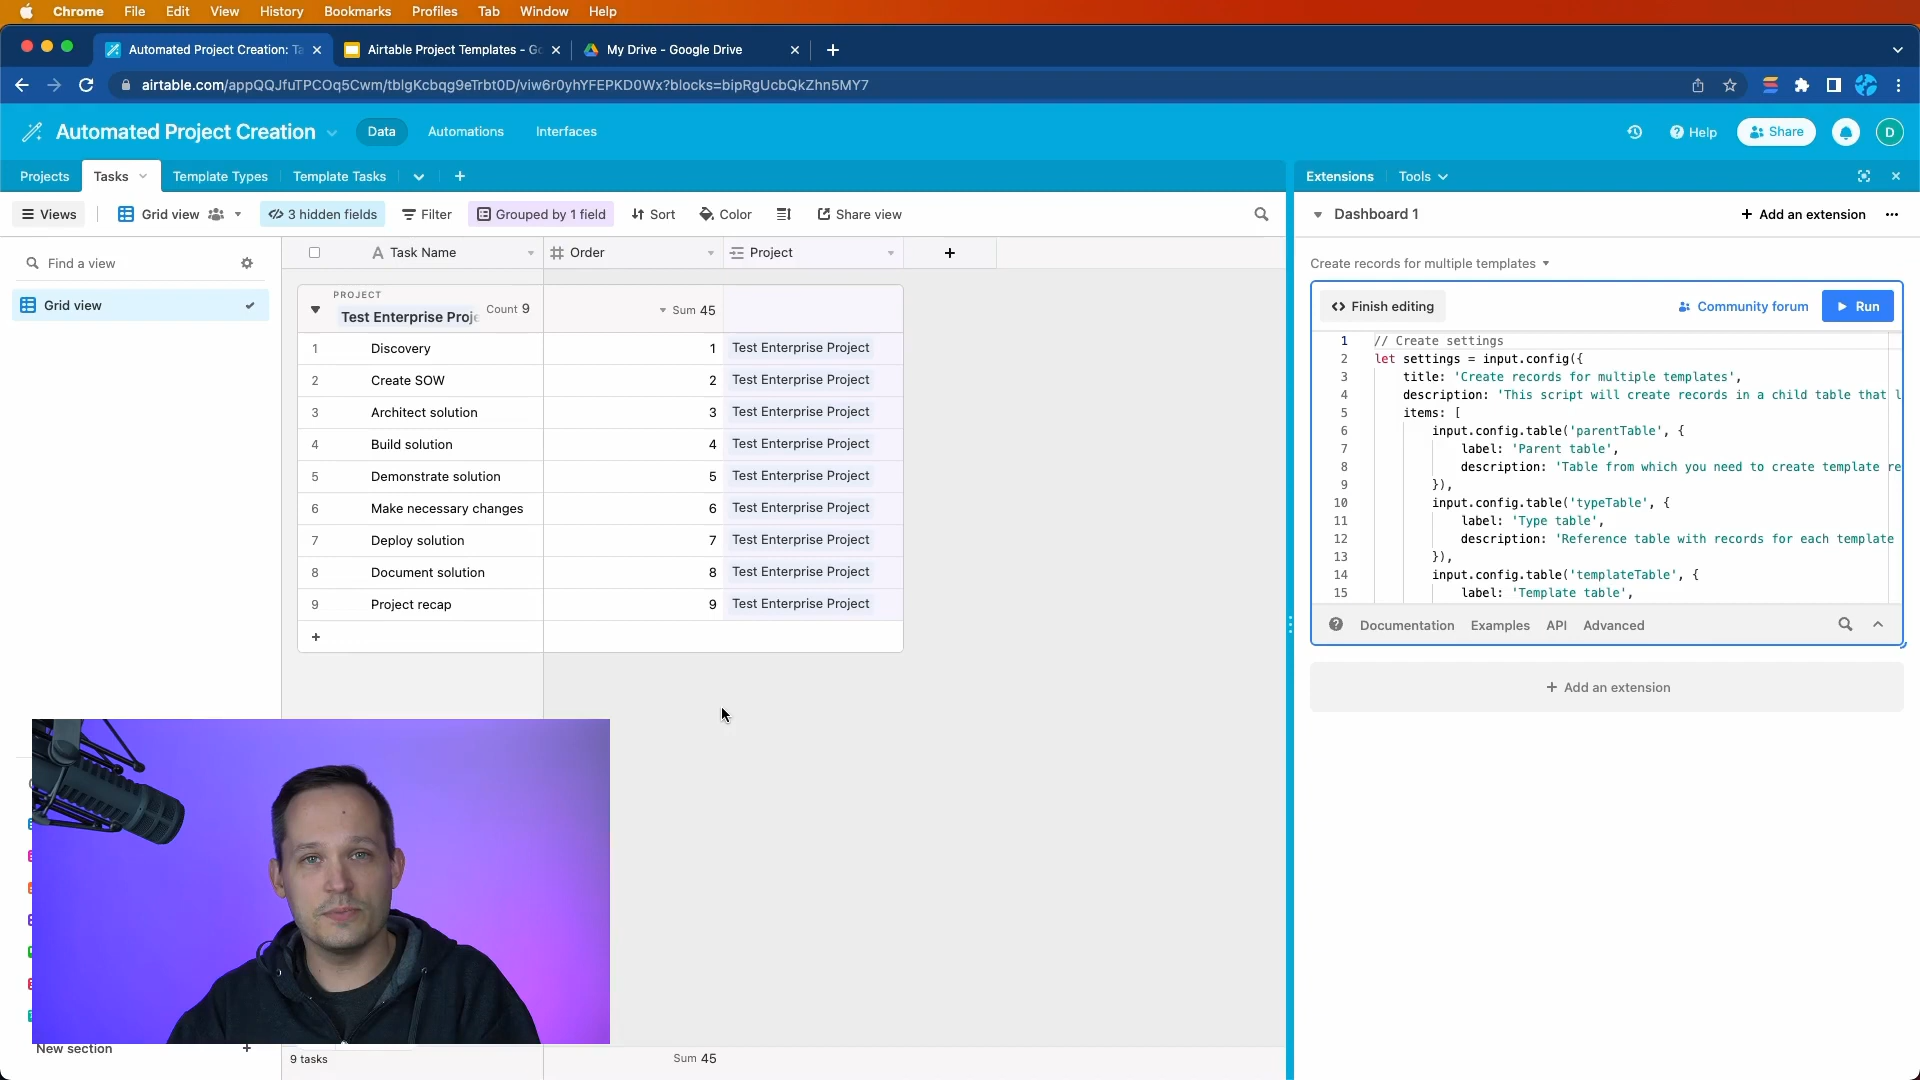 Chrome File Edit View History Bookmarks Profiles Tab Window Help
Automated Project Creation: Ta
Airtable Project Templates - Go
My Drive - Google Drive
airtable.com/appQQJfuTPCOq5Cwm/tblgKcbqg9eTrbt0D/viw6r0yhYFEPKD0Wx?blocks=bipRgUcbQkZhn5MY7
Automated Project Creation Data Automations Interfaces
Help Share D
Projects Tasks Template Types Template Tasks
Views Grid view 3 hidden fields Filter Grouped by 1 field Sort Color Share view
Find a view
Grid view
Task Name Order Project
PROJECT
Test Enterprise Proje Count 9 Sum 45
1 Discovery 1 Test Enterprise Project
2 Create SOW 2 Test Enterprise Project
3 Architect solution 3 Test Enterprise Project
4 Build solution 4 Test Enterprise Project
5 Demonstrate solution 5 Test Enterprise Project
6 Make necessary changes 6 Test Enterprise Project
7 Deploy solution 7 Test Enterprise Project
8 Document solution 8 Test Enterprise Project
9 Project recap 9 Test Enterprise Project
New section
9 tasks Sum 45
Extensions Tools
Dashboard 1 Add an extension
Create records for multiple templates
Finish editing Community forum Run
1 // Create settings
2 let settings = input.config({
3 title: 'Create records for multiple templates',
4 description: 'This script will create records in a child table that l
5 items: [
6 input.config.table('parentTable', {
7 label: 'Parent table',
8 description: 'Table from which you need to create template re
9 }),
10 input.config.table('typeTable', {
11 label: 'Type table',
12 description: 'Reference table with records for each template
13 }),
14 input.config.table('templateTable', {
15 label: 'Template table',
Documentation Examples API Advanced
Add an extension